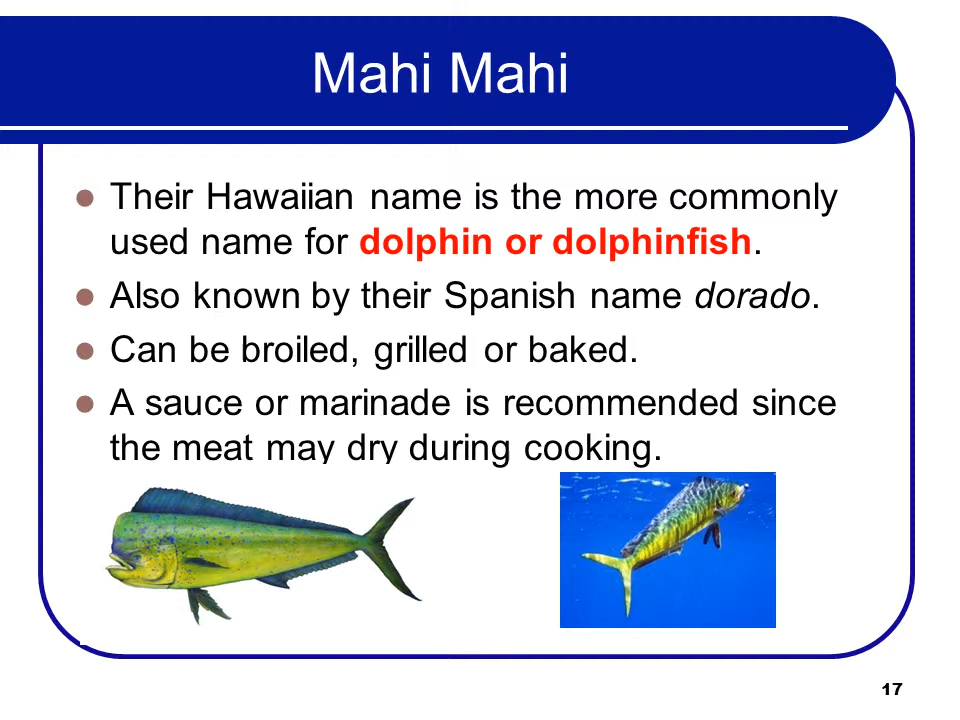 Mahi Mahi
Their Hawaiian name is the more commonly
used name for dolphin or dolphinfish.
Also known by their Spanish name dorado.
Can be broiled, grilled or baked.
A sauce or marinade is recommended since
the meat may dry during cooking.
17